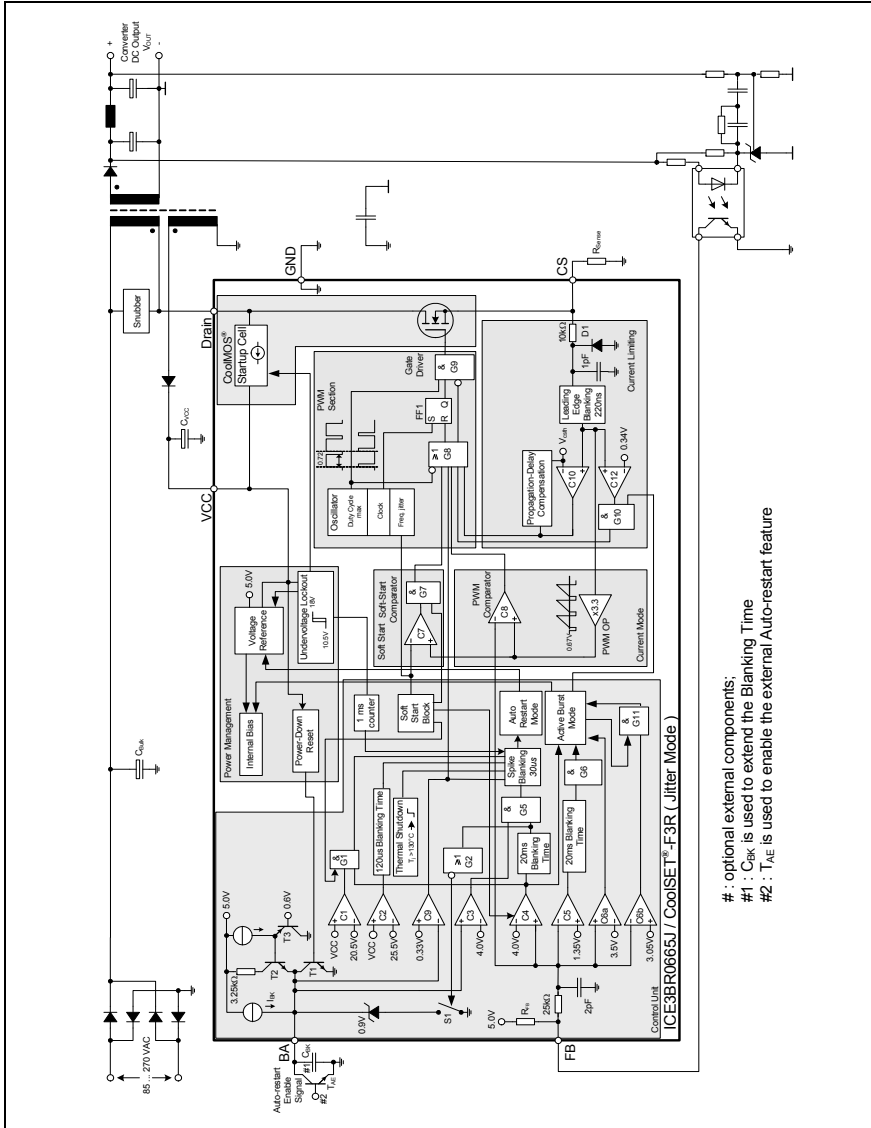 +
Converter
DC Output
VOUT
-
85 ... 270 VAC
CBulk
Snubber
CVCC
VCC
Drain
GND
CS
RSense
CoolMOS®
Startup Cell
Power Management
Internal Bias
Voltage
Reference
5.0V
Undervoltage Lockout
18V
10.5V
Power-Down
Reset
PWM
Section
0.72
Oscillator
Duty Cycle
max
Clock
Freq. jitter
≥1
G8
FF1
S
R
Q
&
G9
Gate
Driver
Soft Start
Soft-Start
Comparator
Soft
Start
Block
C7
&
G7
1 ms
counter
PWM
Comparator
C8
0.67V
x3.3
PWM OP
Current Mode
Propagation-Delay
Compensation
Vcsth
Leading
Edge
Blanking
220ns
10kΩ
D1
1pF
C10
C12
0.34V
&
G10
Current Limiting
Auto
Restart
Mode
Active Burst
Mode
&
G11
Spike
Blanking
30us
&
G5
&
G6
&
G1
120us Blanking Time
Thermal Shutdown
Tj >130°C
≥1
G2
20ms
Blanking
Time
20ms Blanking
Time
C1
VCC
20.5V
C2
VCC
25.5V
C9
0.33V
C3
4.0V
C4
4.0V
C5
1.35V
C6a
3.5V
C6b
3.05V
5.0V
3.25kΩ
IBK
T2
T3
0.6V
T1
0.9V
S1
5.0V
RFB
25kΩ
2pF
BA
#1
CBK
Auto-restart
Enable
Signal
#2
TAE
FB
Control Unit
ICE3BR0665J / CoolSET®-F3R ( Jitter Mode )
# : optional external components;
#1 : CBK is used to extend the Blanking Time
#2 : TAE is used to enable the external Auto-restart feature